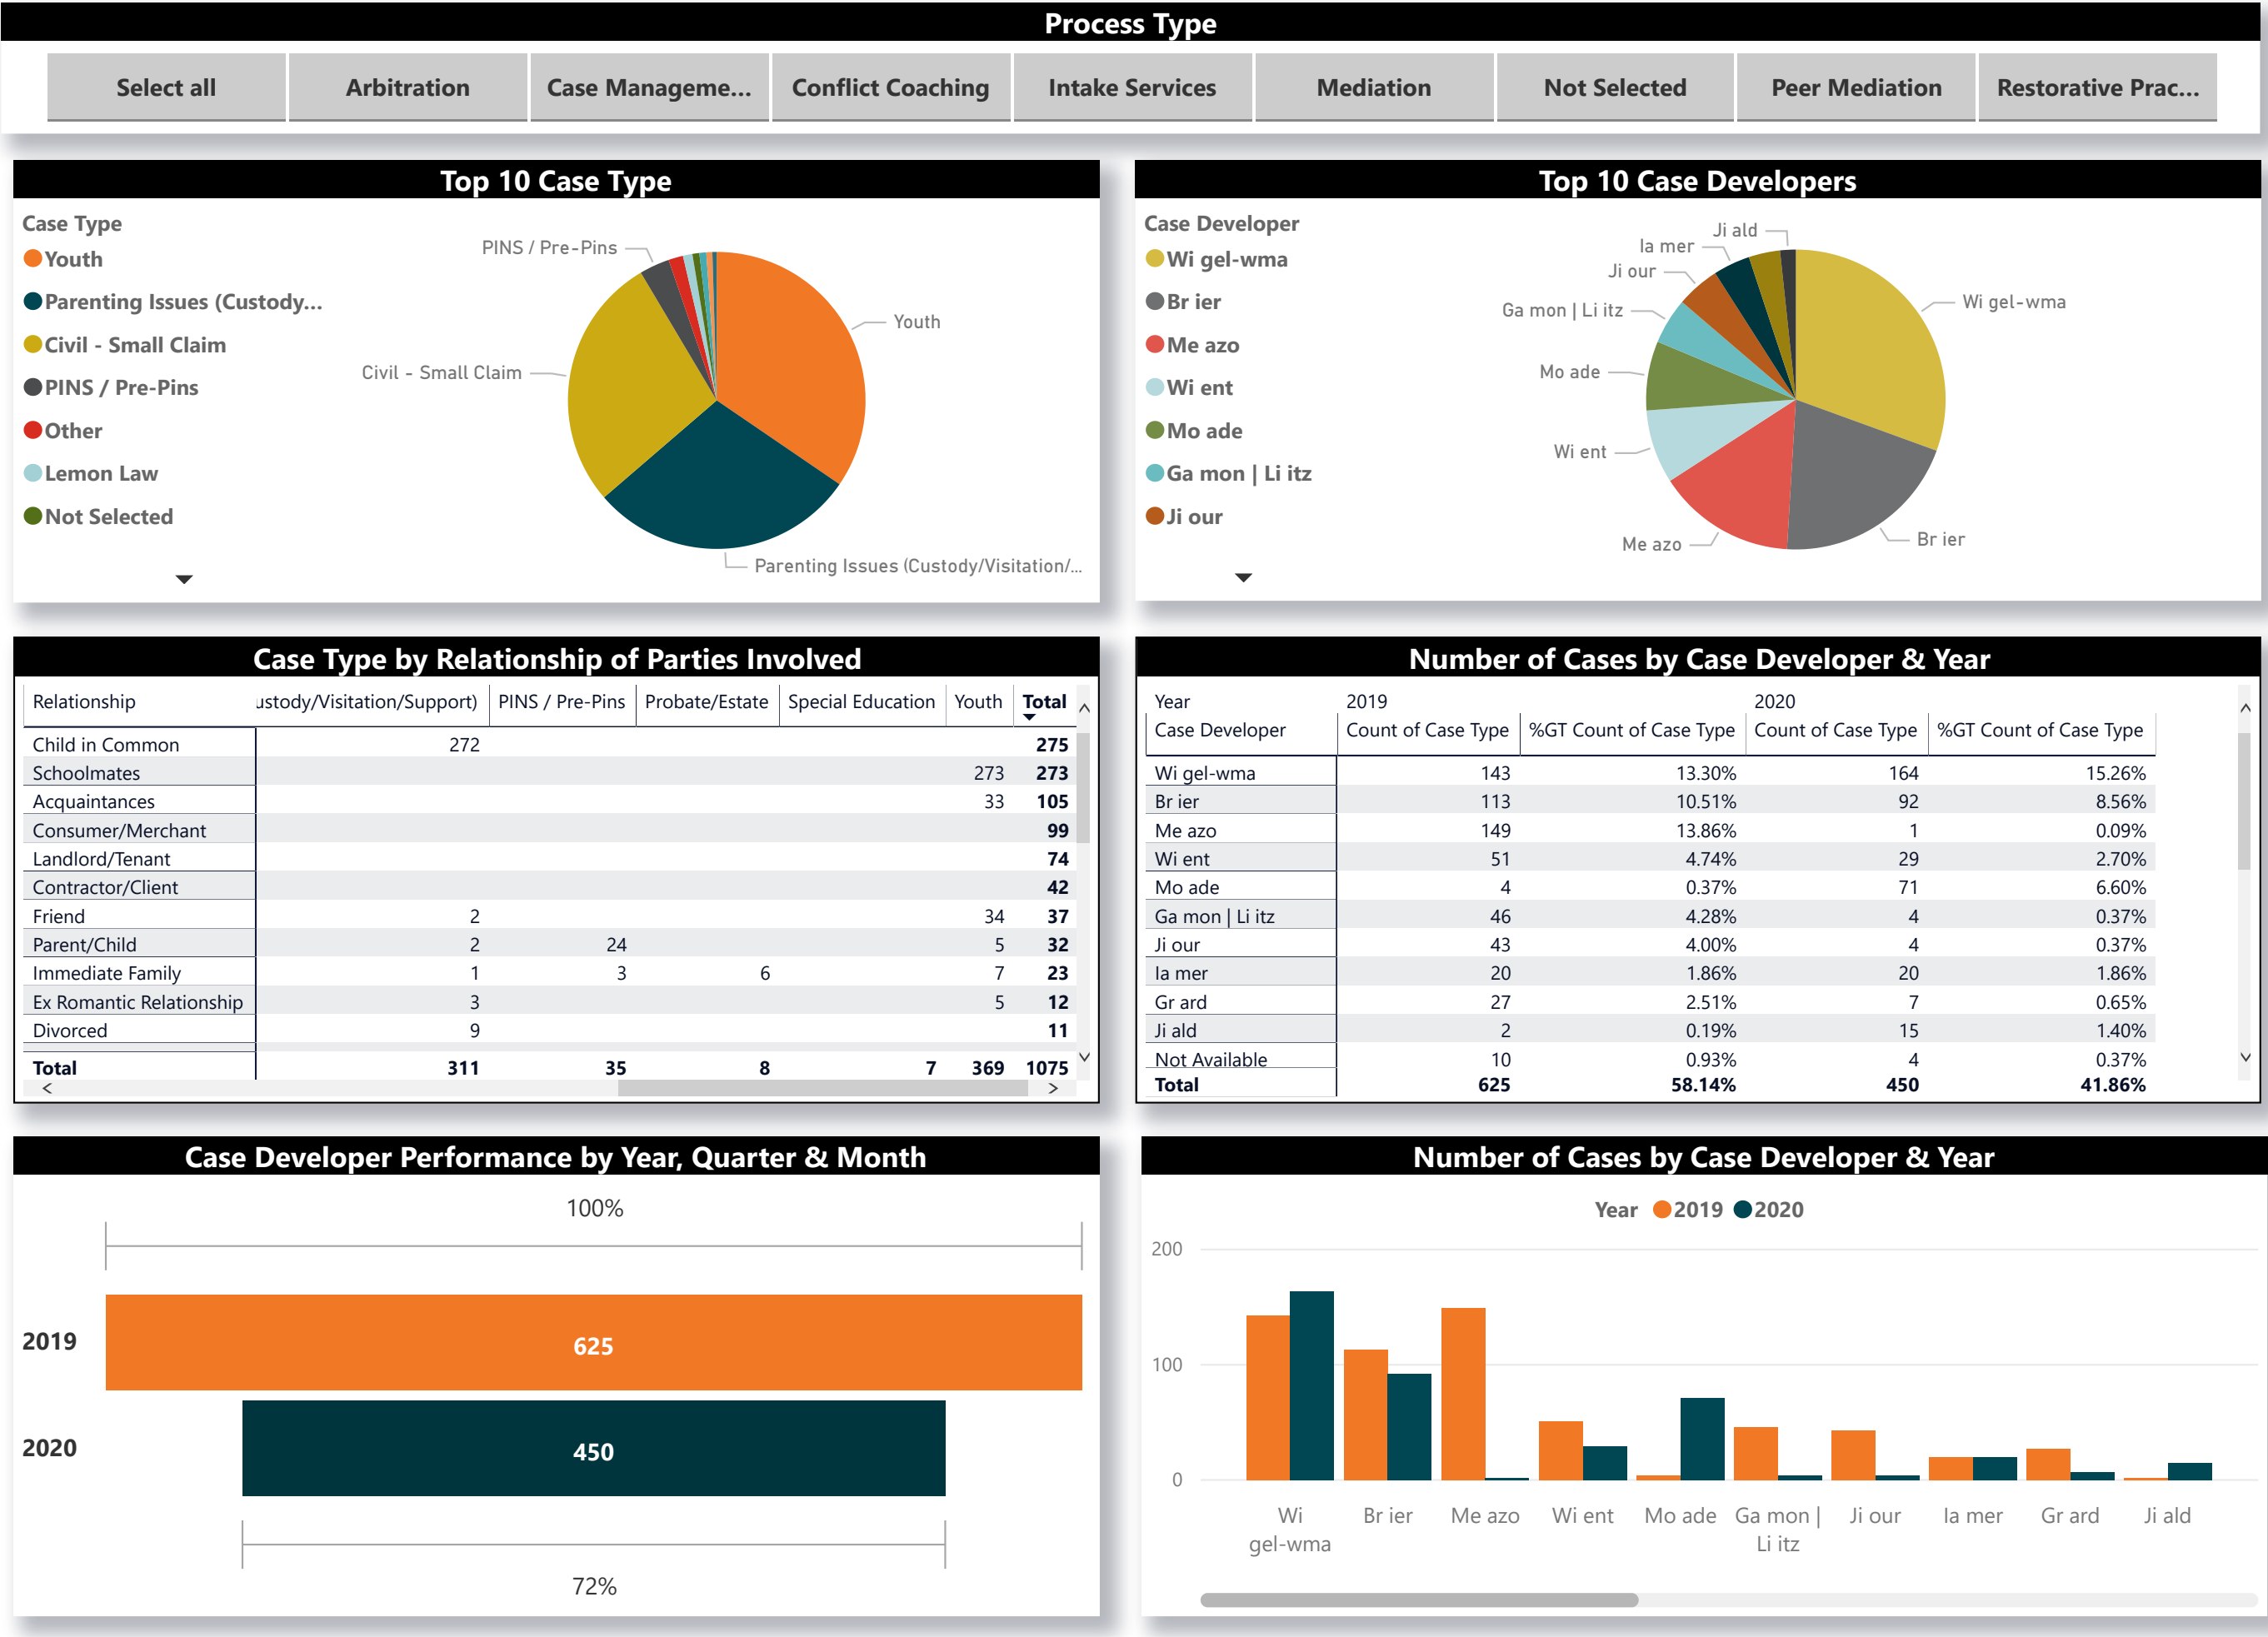 Process Type
Select all Arbitration Case Manageme... Conflict Coaching Intake Services Mediation Not Selected Peer Mediation Restorative Prac...
Top 10 Case Type
Case Type
Youth
Parenting Issues (Custody...
Civil - Small Claim
PINS / Pre-Pins
Other
Lemon Law
Not Selected
PINS / Pre-Pins
Youth
Civil - Small Claim
Parenting Issues (Custody/Visitation/...
Top 10 Case Developers
Case Developer
Wi gel-wma
Br ier
Me azo
Wi ent
Mo ade
Ga mon | Li itz
Ji our
Ji ald
Ia mer
Ji our
Ga mon | Li itz
Wi gel-wma
Mo ade
Wi ent
Br ier
Me azo
Case Type by Relationship of Parties Involved
Relationship ustody/Visitation/Support) PINS / Pre-Pins Probate/Estate Special Education Youth Total
Child in Common 272 275
Schoolmates 273 273
Acquaintances 33 105
Consumer/Merchant 99
Landlord/Tenant 74
Contractor/Client 42
Friend 2 34 37
Parent/Child 2 24 5 32
Immediate Family 1 3 6 7 23
Ex Romantic Relationship 3 5 12
Divorced 9 11
Total 311 35 8 7 369 1075
Number of Cases by Case Developer & Year
Year 2019 2020
Case Developer Count of Case Type %GT Count of Case Type Count of Case Type %GT Count of Case Type
Wi gel-wma 143 13.30% 164 15.26%
Br ier 113 10.51% 92 8.56%
Me azo 149 13.86% 1 0.09%
Wi ent 51 4.74% 29 2.70%
Mo ade 4 0.37% 71 6.60%
Ga mon | Li itz 46 4.28% 4 0.37%
Ji our 43 4.00% 4 0.37%
Ia mer 20 1.86% 20 1.86%
Gr ard 27 2.51% 7 0.65%
Ji ald 2 0.19% 15 1.40%
Not Available 10 0.93% 4 0.37%
Total 625 58.14% 450 41.86%
Case Developer Performance by Year, Quarter & Month
100%
2019 625
2020 450
72%
Number of Cases by Case Developer & Year
Year 2019 2020
200
100
0
Wi gel-wma
Br ier
Me azo
Wi ent
Mo ade
Ga mon | Li itz
Ji our
Ia mer
Gr ard
Ji ald